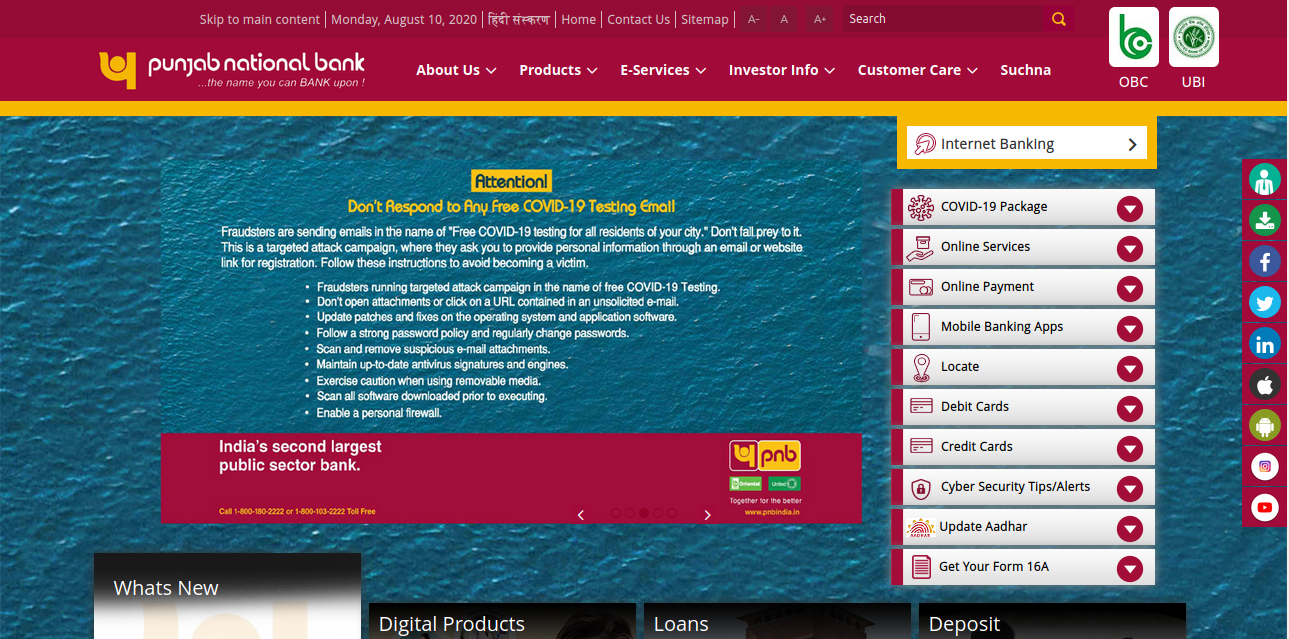 Skip to main content Monday, August 10, 2020 हिंदी संस्करण Home Contact Us Sitemap A- A A+ Search
punjab national bank
...the name you can BANK upon !
About Us Products E-Services Investor Info Customer Care Suchna
OBC UBI
Internet Banking
Attention!
Don't Respond to Any Free COVID-19 Testing Email
Fraudsters are sending emails in the name of "Free COVID-19 testing for all residents of your city." Don't fall prey to it.
This is a targeted attack campaign, where they ask you to provide personal information through an email or website
link for registration. Follow these instructions to avoid becoming a victim.
• Fraudsters running targeted attack campaign in the name of free COVID-19 Testing.
• Don't open attachments or click on a URL contained in an unsolicited e-mail.
• Update patches and fixes on the operating system and application software.
• Follow a strong password policy and regularly change passwords.
• Scan and remove suspicious e-mail attachments.
• Maintain up-to-date antivirus signatures and engines.
• Exercise caution when using removable media.
• Scan all software downloaded prior to executing.
• Enable a personal firewall.
India's second largest
public sector bank.
Call 1-800-180-2222 or 1-800-103-2222 Toll Free
pnb
Oriental United
Together for the better
www.pnbindia.in
COVID-19 Package
Online Services
Online Payment
Mobile Banking Apps
Locate
Debit Cards
Credit Cards
Cyber Security Tips/Alerts
AADHAR
Update Aadhar
Get Your Form 16A
Whats New
Digital Products Loans Deposit